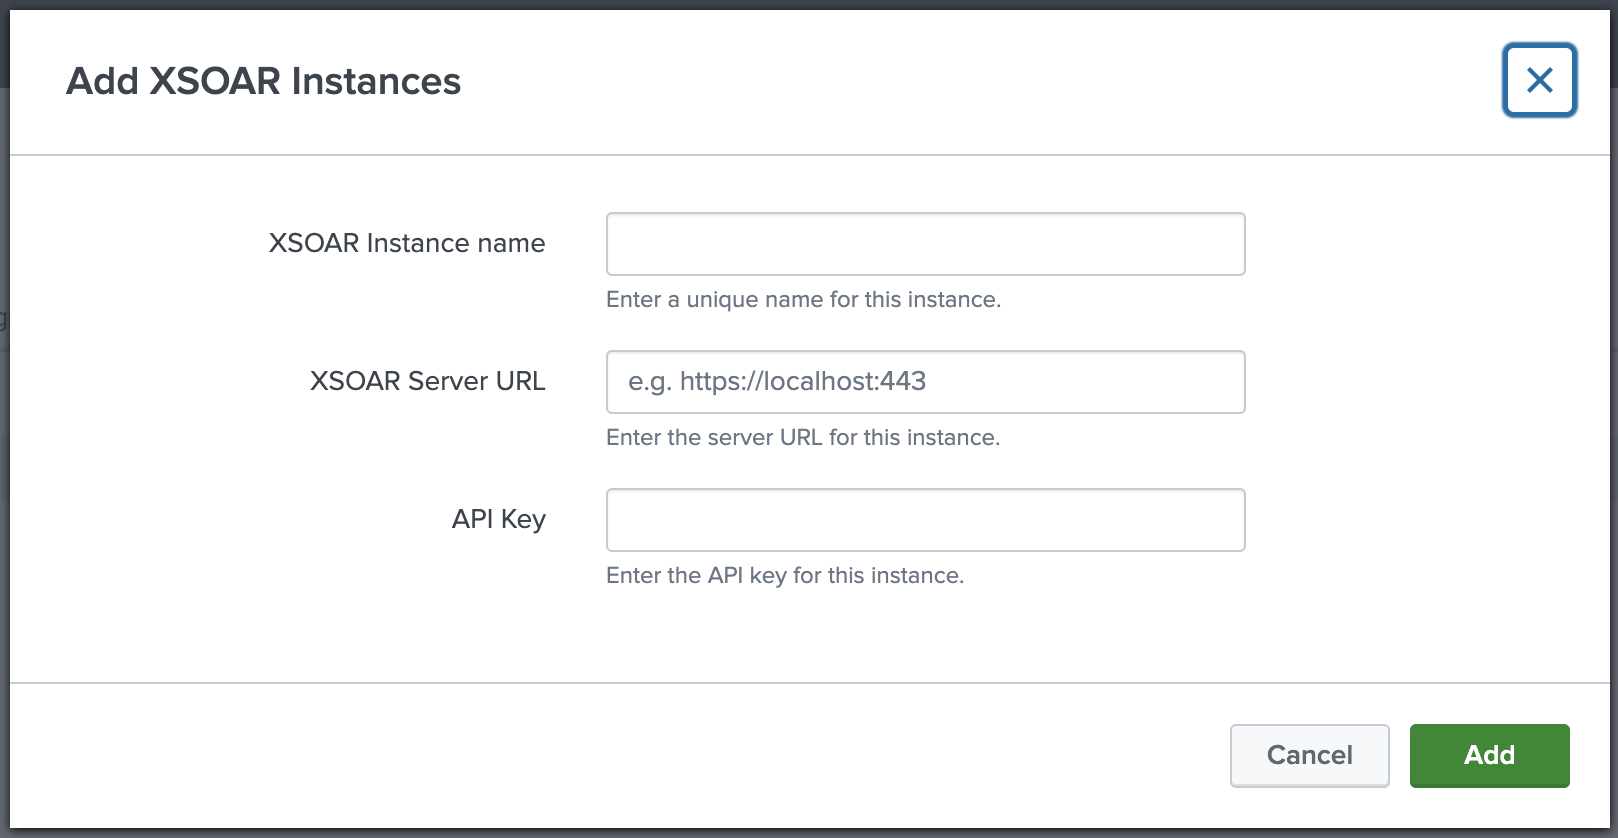 Add XSOAR Instances
XSOAR Instance name
Enter a unique name for this instance.
XSOAR Server URL
e.g. https://localhost:443
Enter the server URL for this instance.
API Key
Enter the API key for this instance.
Cancel
Add